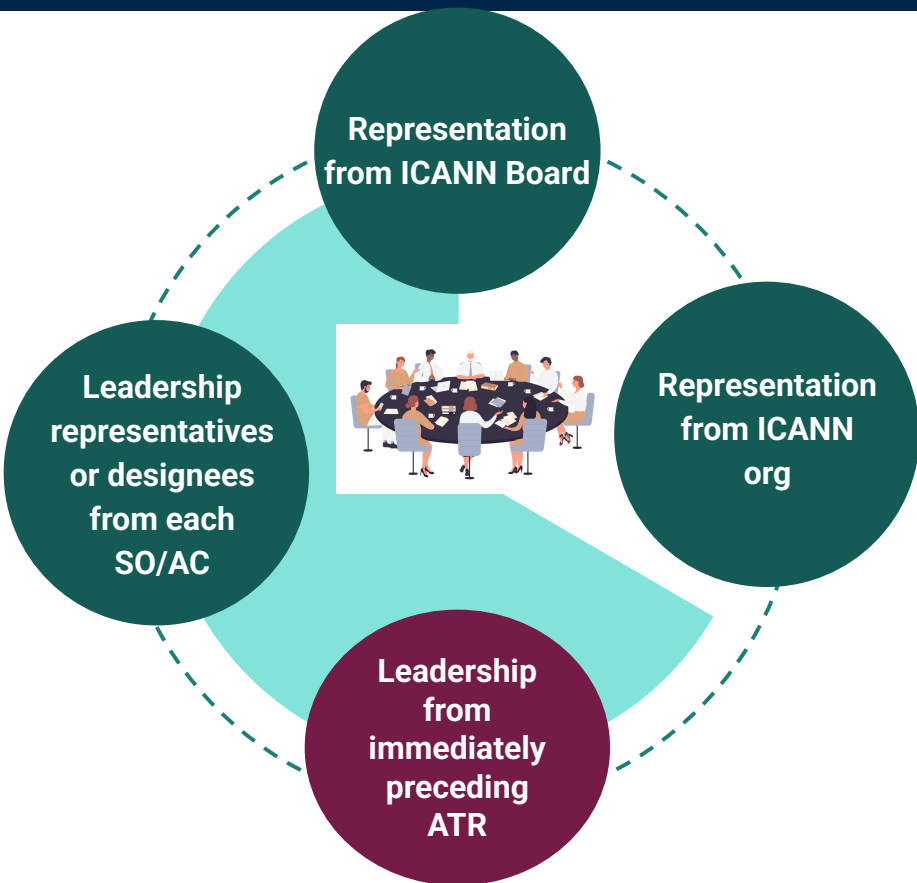 Representation
from ICANN Board
Leadership
representatives
or designees
from each
SO/AC
Representation
from ICANN
org
Leadership
from
immediately
preceding
ATR